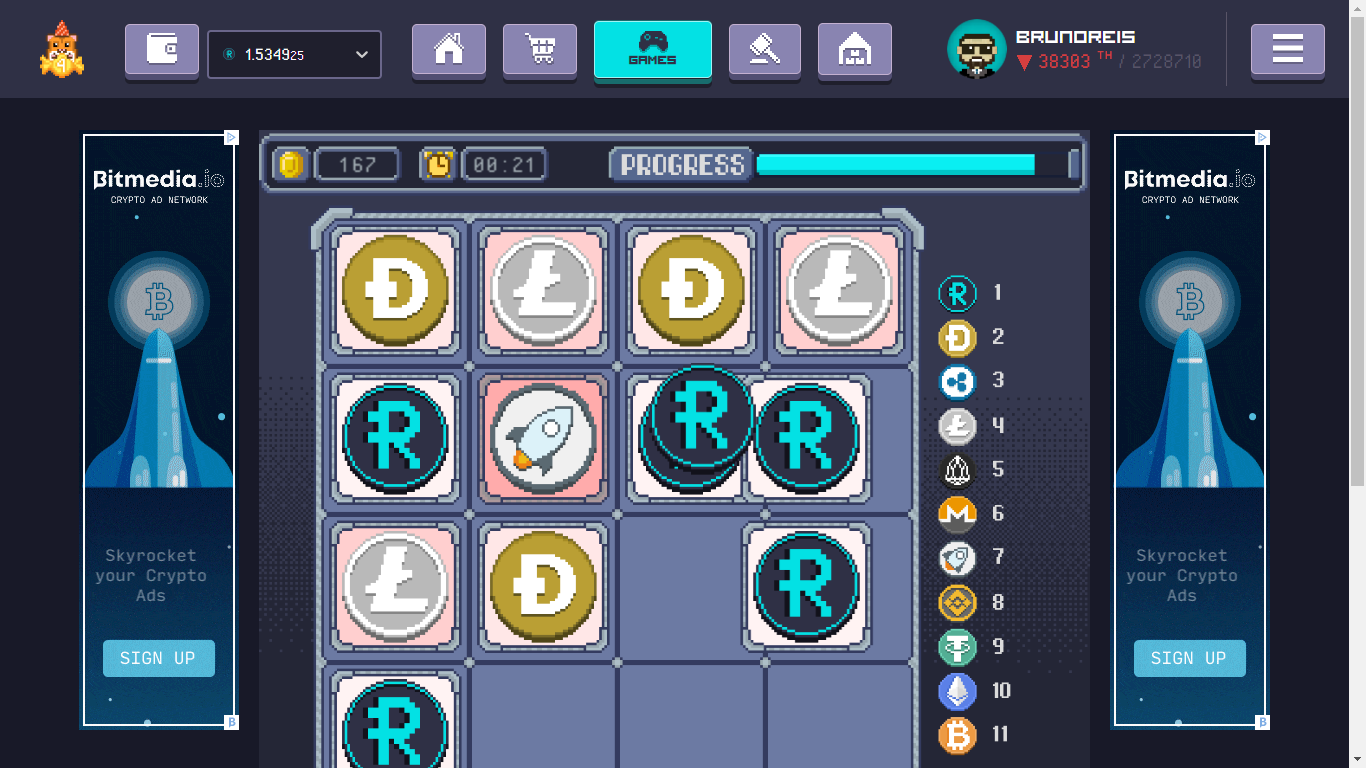 1.534925
GAMES
BRUNOREIS
38303 TH / 2728710
Bitmedia.io
CRYPTO AD NETWORK
Skyrocket
your Crypto
Ads
SIGN UP
167
00:21
PROGRESS
1
2
3
4
5
6
7
8
9
10
11
Bitmedia.io
CRYPTO AD NETWORK
Skyrocket
your Crypto
Ads
SIGN UP